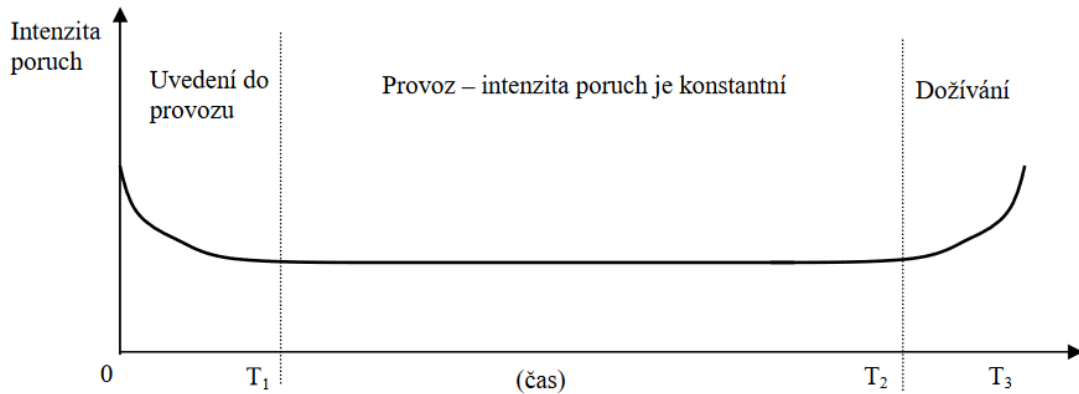 Intenzita
poruch
Uvedení do
provozu
Provoz – intenzita poruch je konstantní
Dožívání
0
T₁
(čas)
T₂
T₃